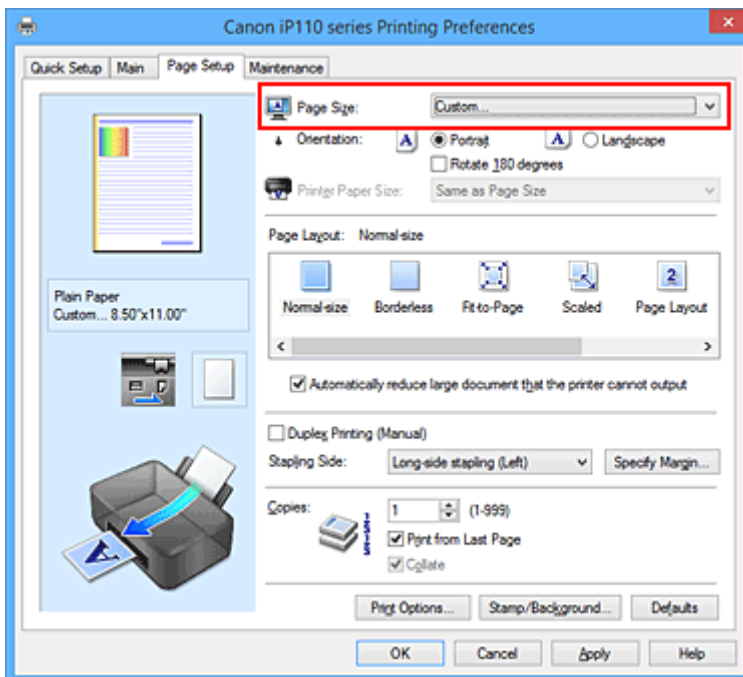 Canon iP110 series Printing Preferences
Quick Setup Main Page Setup Maintenance
Page Size: Custom...
Orientation: A Portrait A Landscape
Rotate 180 degrees
Printer Paper Size: Same as Page Size
Page Layout: Normal-size
2
Normal-size Borderless Fit-to-Page Scaled Page Layout
Automatically reduce large document that the printer cannot output
Plain Paper
Custom... 8.50"x11.00"
Duplex Printing (Manual)
Stapling Side: Long-side stapling (Left) Specify Margin...
Copies: 1 (1-999)
Print from Last Page
Collate
A
Print Options... Stamp/Background... Defaults
OK Cancel Apply Help